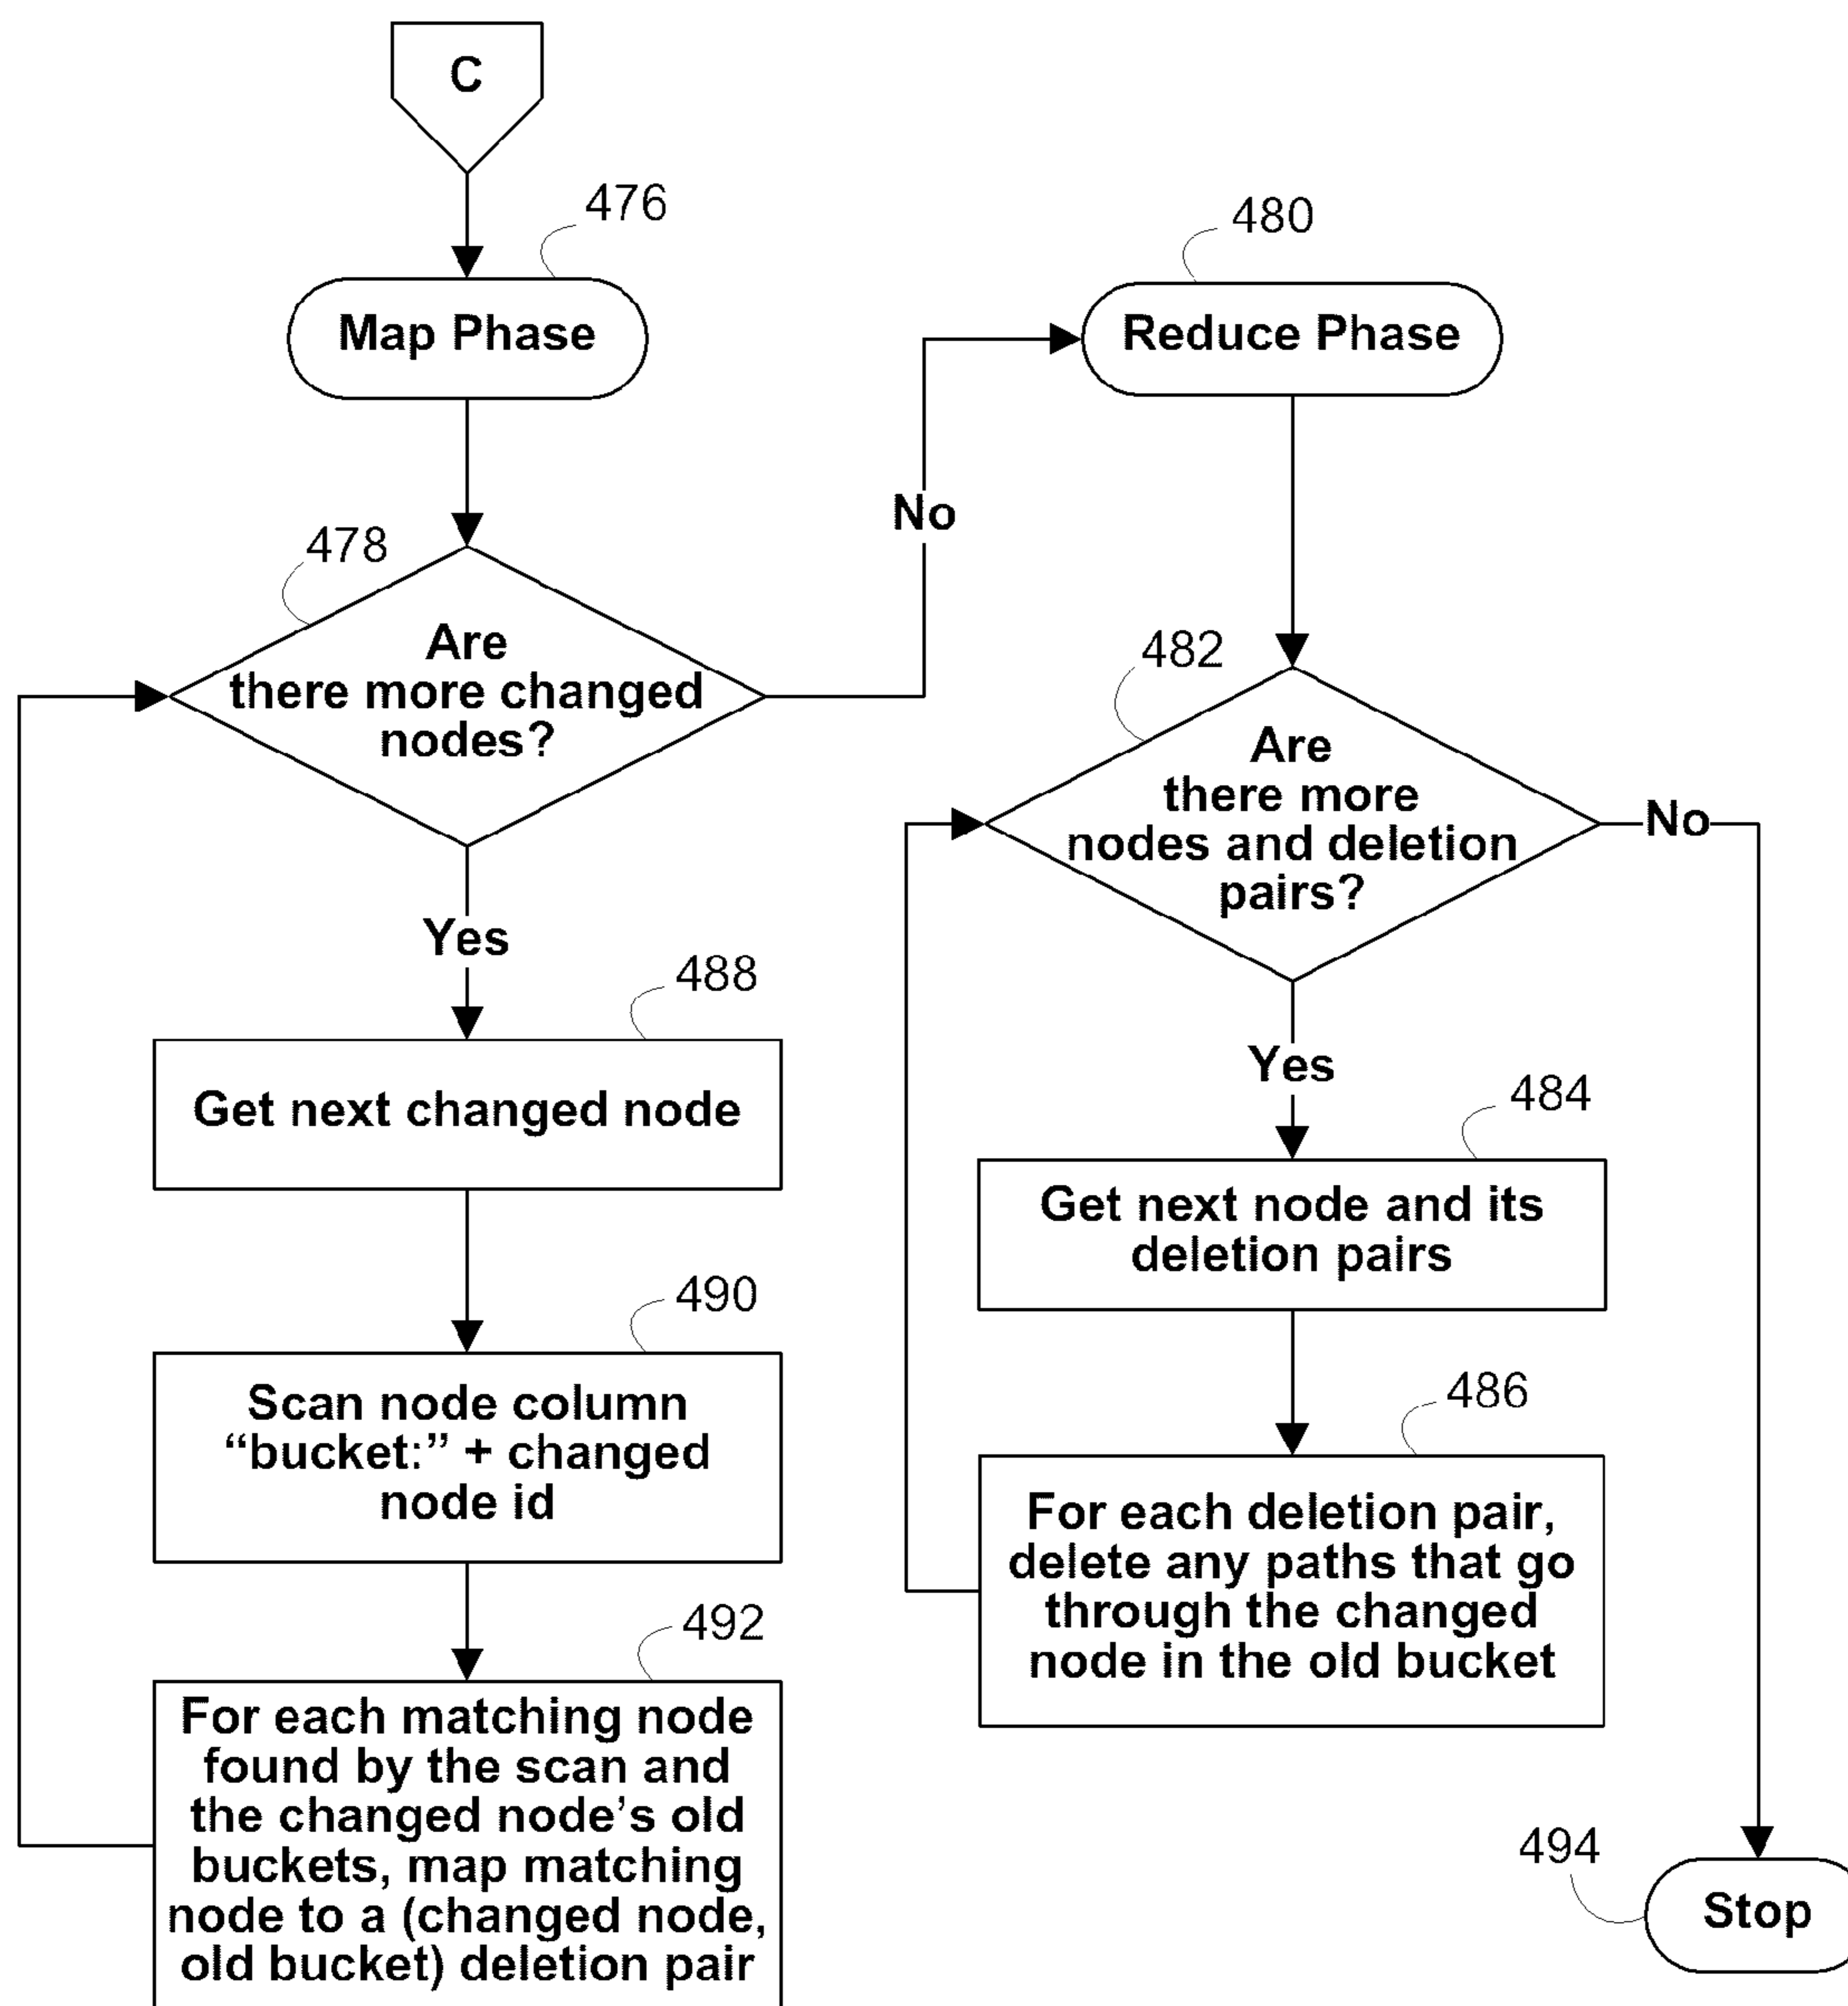 C
476
Map Phase
478
Are
there more changed
nodes?
No
Yes
488
Get next changed node
490
Scan node column
“bucket:” + changed
node id
492
For each matching node
found by the scan and
the changed node’s old
buckets, map matching
node to a (changed node,
old bucket) deletion pair
480
Reduce Phase
482
Are
there more
nodes and deletion
pairs?
No
Yes
484
Get next node and its
deletion pairs
486
For each deletion pair,
delete any paths that go
through the changed
node in the old bucket
494
Stop